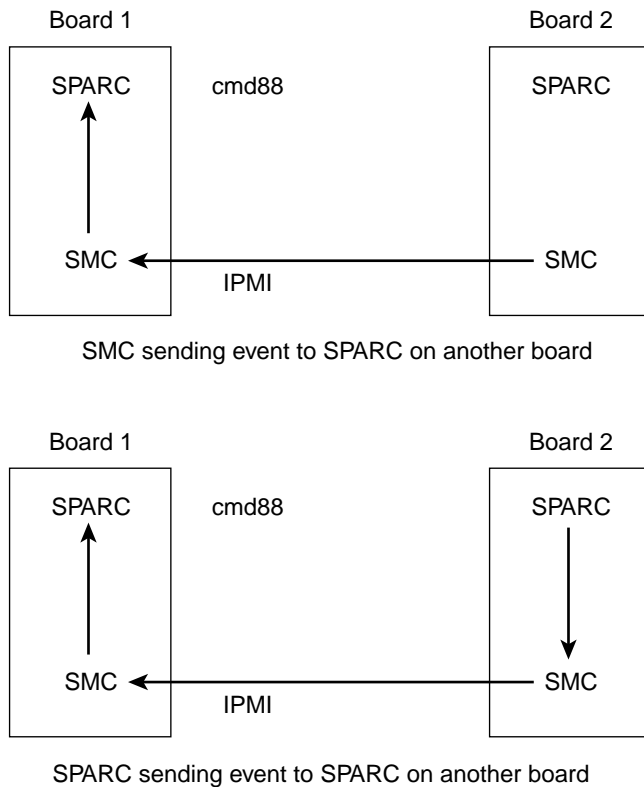 Board 1
Board 2
SPARC
cmd88
SPARC
SMC
SMC
IPMI
SMC sending event to SPARC on another board
Board 1
Board 2
SPARC
cmd88
SPARC
SMC
SMC
IPMI
SPARC sending event to SPARC on another board